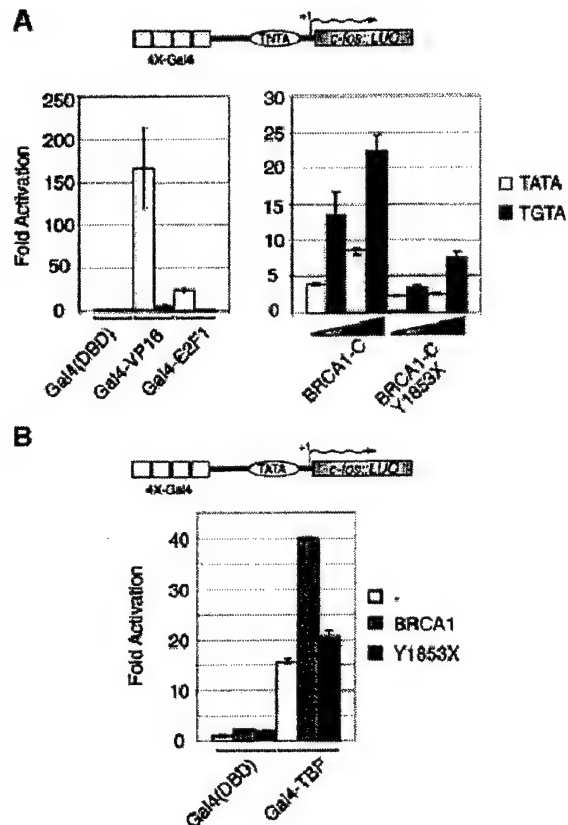 A
+1
TNTA
c-fos::LUC
4X-Gal4
Fold Activation
250
200
150
100
50
0
Gal4(DBD)
Gal4-VP16
Gal4-E2F1
30
25
20
15
10
5
0
BRCA1-C
BRCA1-C
Y1853X
TATA
TGTA
B
+1
TATA
c-fos::LUC
4X-Gal4
Fold Activation
40
30
20
10
0
Gal4(DBD)
Gal4-TBP
-
BRCA1
Y1853X